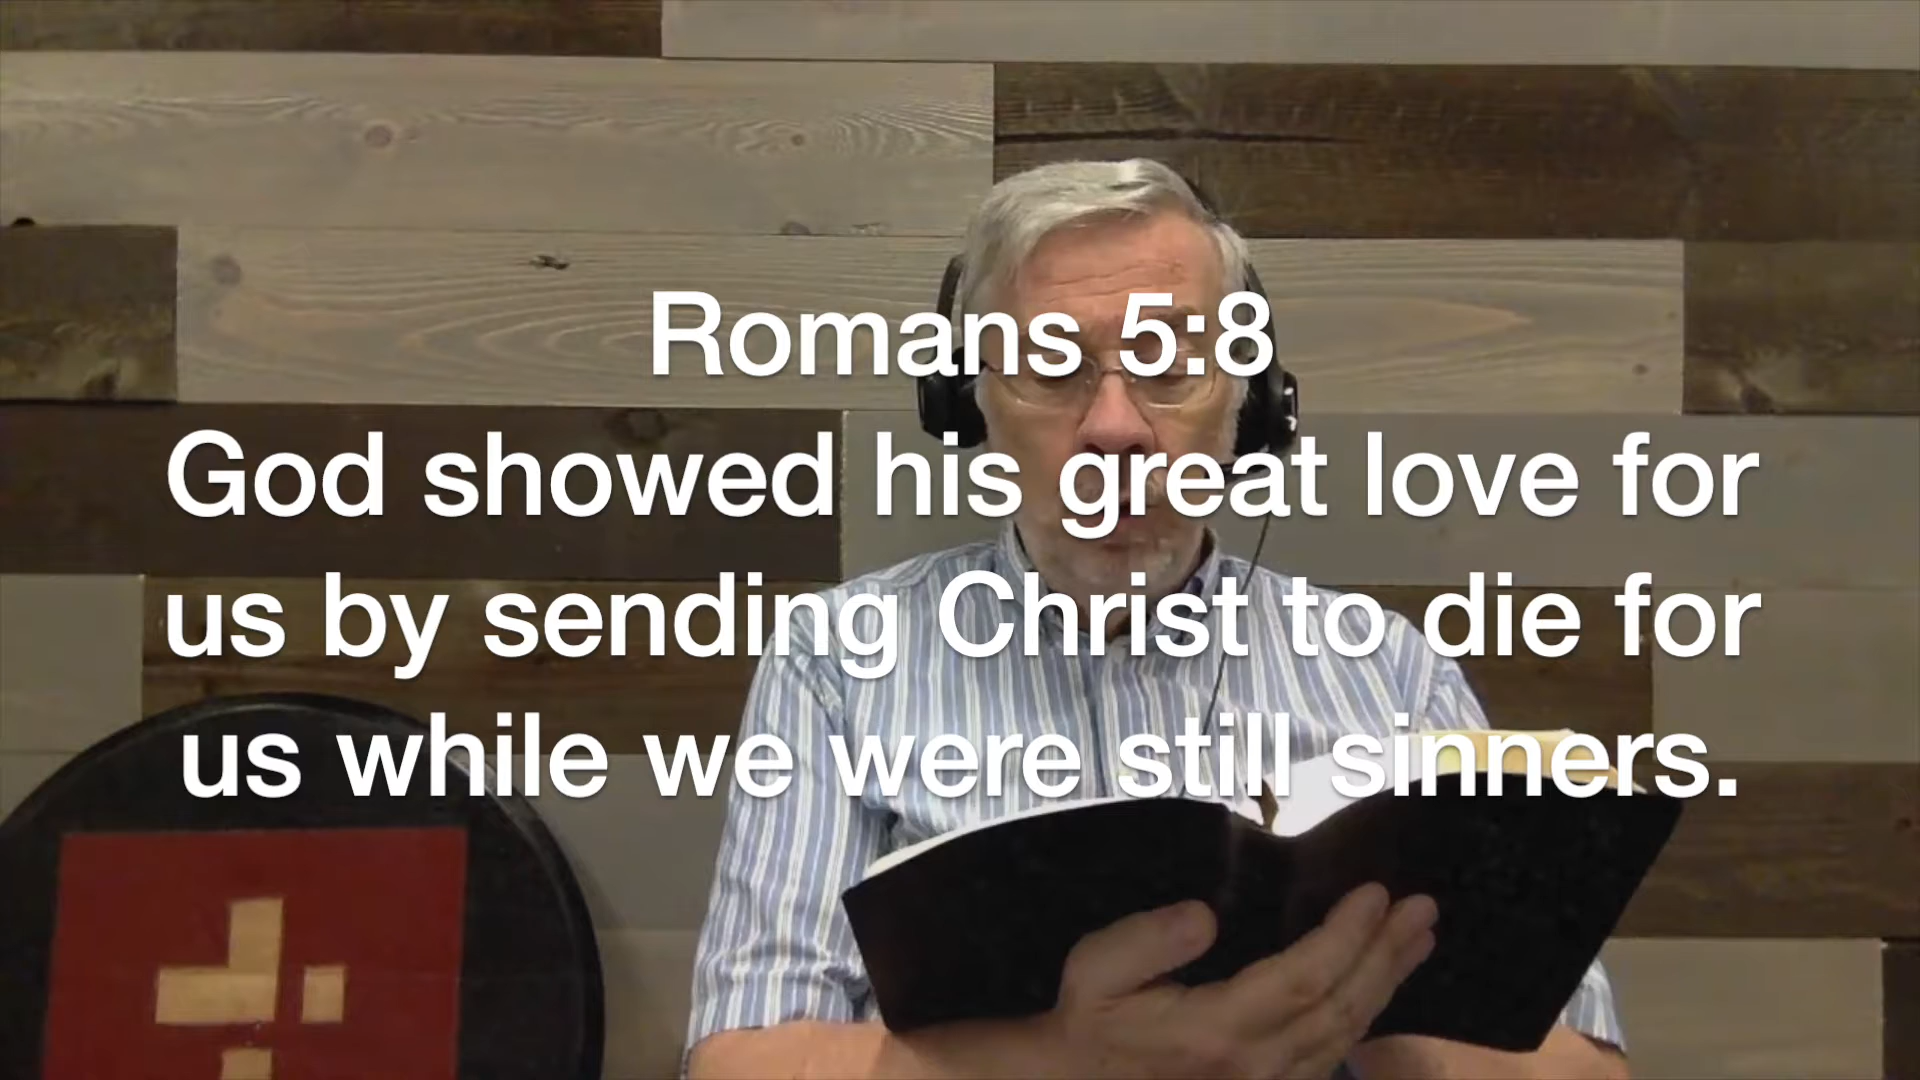 Romans 5:8
God showed his great love for
us by sending Christ to die for
us while we were still sinners.